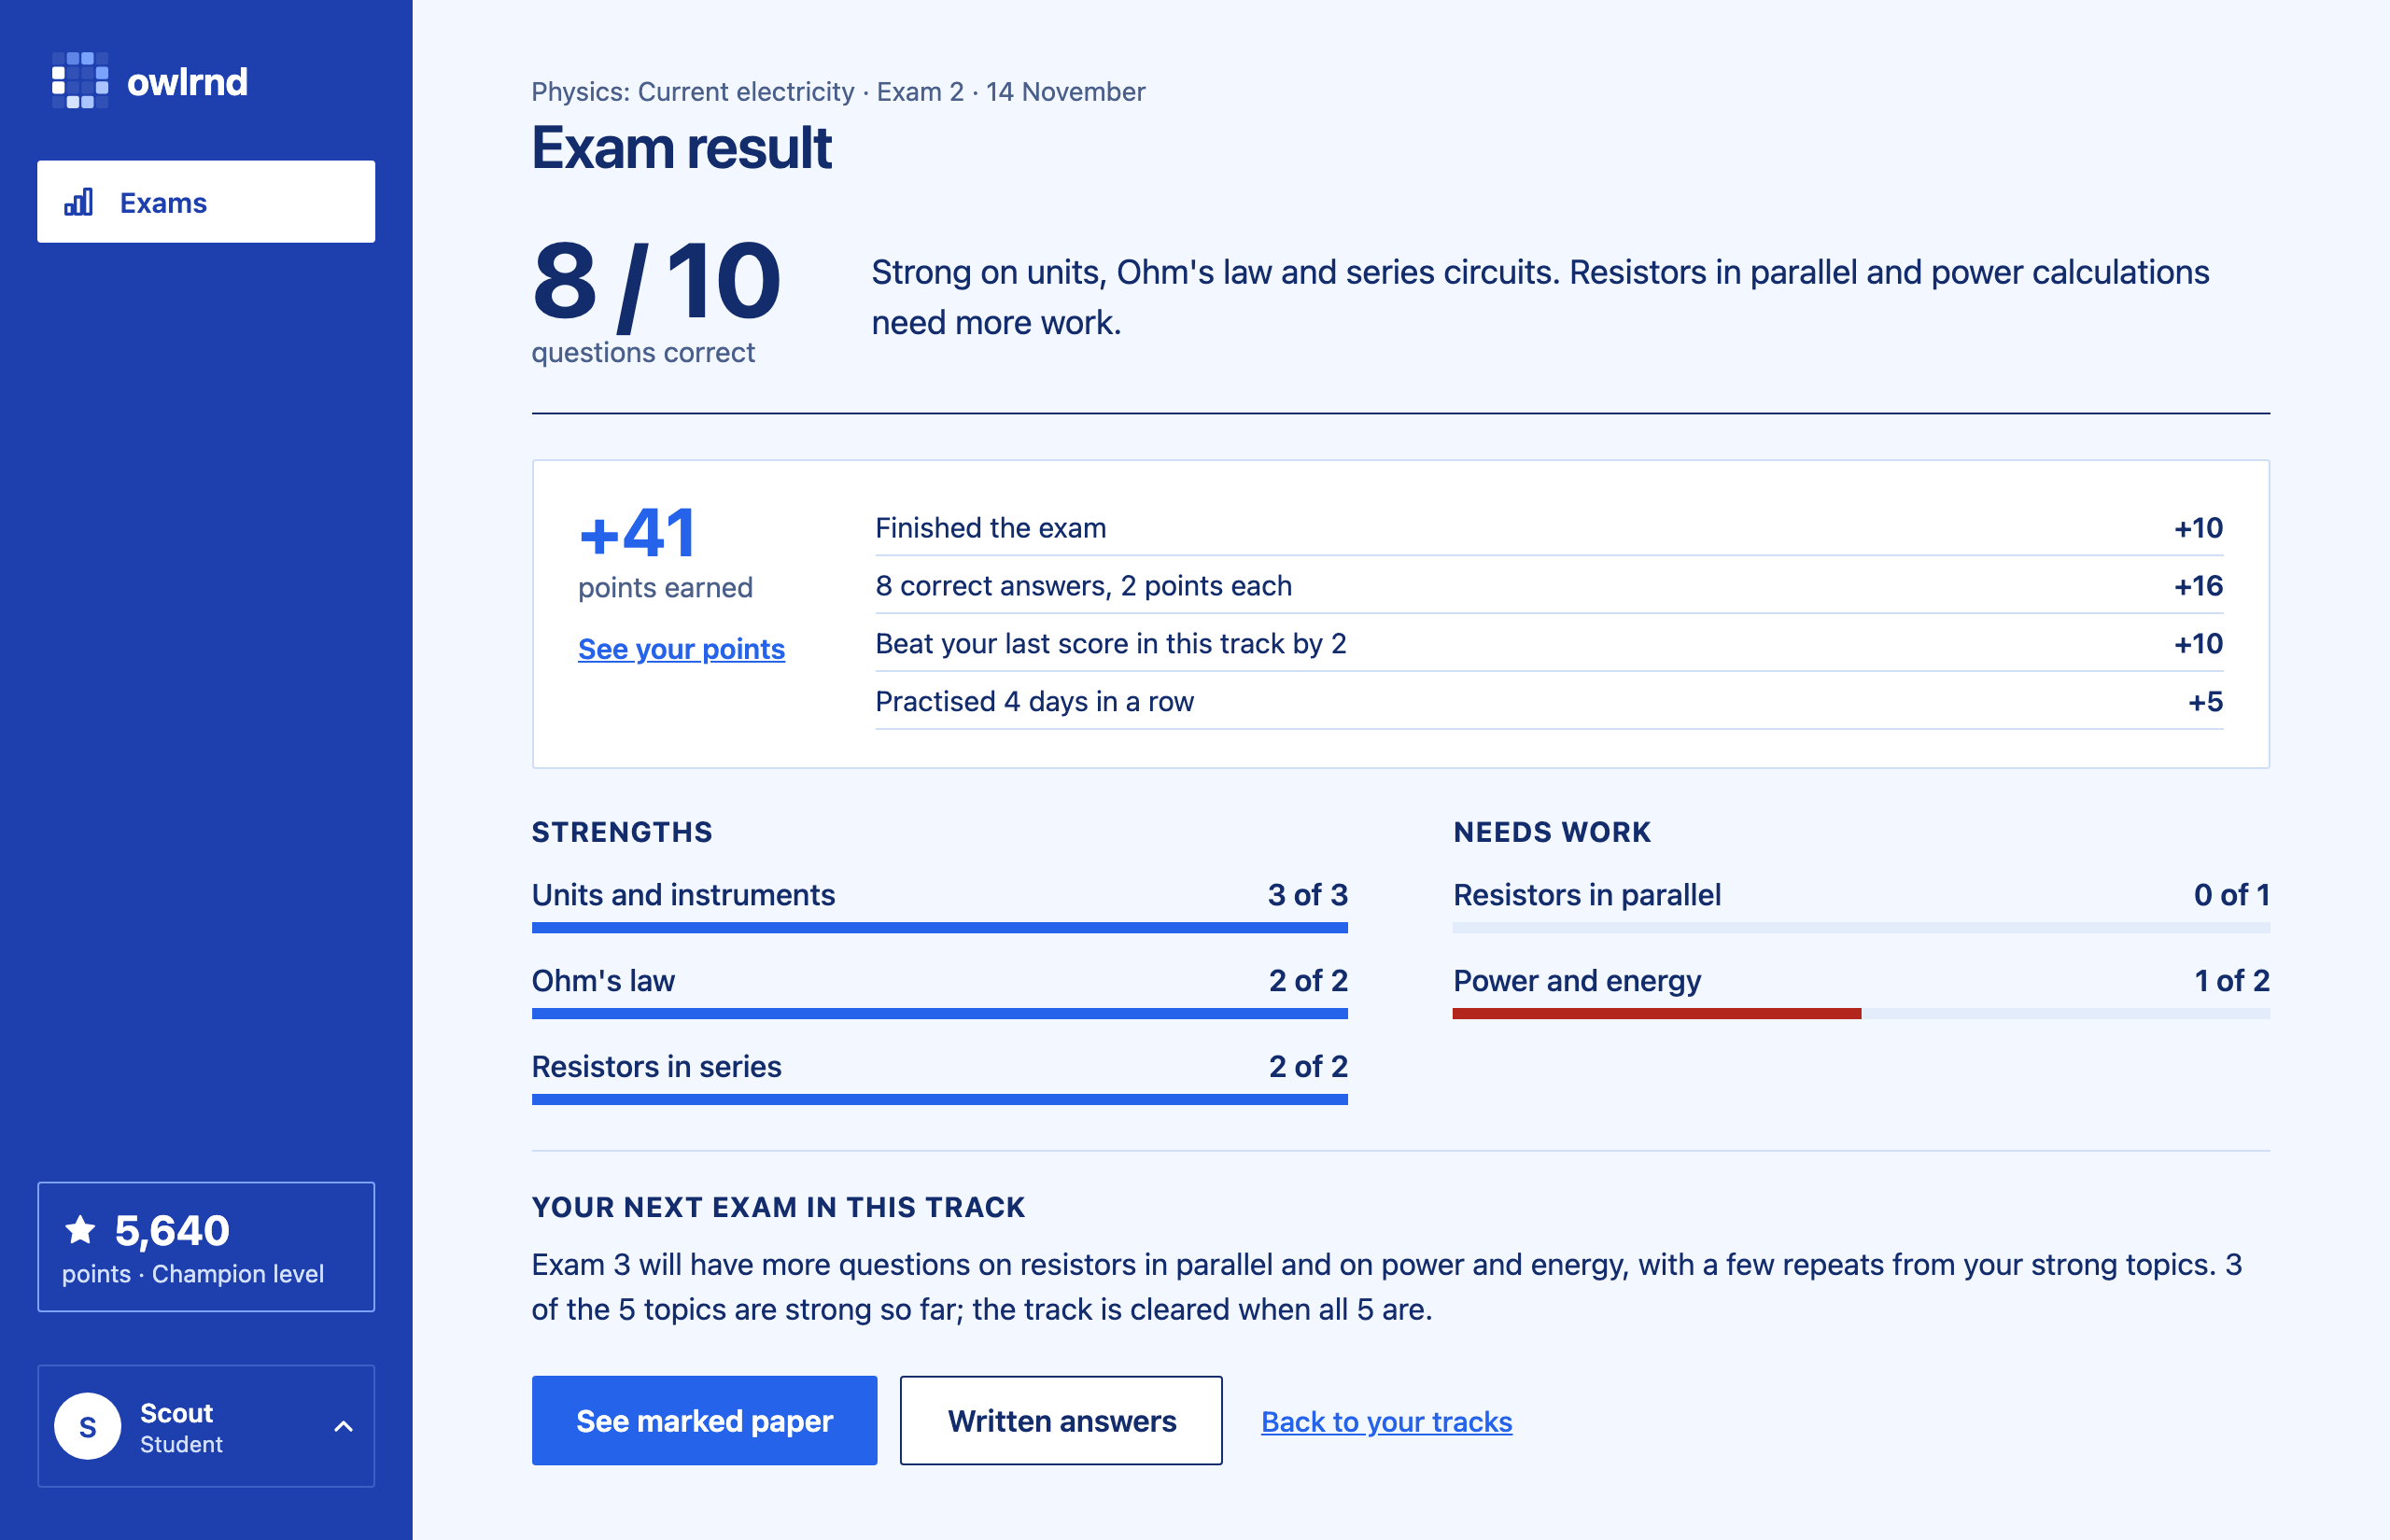 owlrnd
Exams
5,640
points · Champion level
S
Scout
Student
Physics: Current electricity · Exam 2 · 14 November
Exam result
8 / 10
questions correct
Strong on units, Ohm's law and series circuits. Resistors in parallel and power calculations
need more work.
+41
points earned
See your points
Finished the exam +10
8 correct answers, 2 points each +16
Beat your last score in this track by 2 +10
Practised 4 days in a row +5
STRENGTHS
Units and instruments 3 of 3
Ohm's law 2 of 2
Resistors in series 2 of 2
NEEDS WORK
Resistors in parallel 0 of 1
Power and energy 1 of 2
YOUR NEXT EXAM IN THIS TRACK
Exam 3 will have more questions on resistors in parallel and on power and energy, with a few repeats from your strong topics. 3
of the 5 topics are strong so far; the track is cleared when all 5 are.
See marked paper
Written answers
Back to your tracks